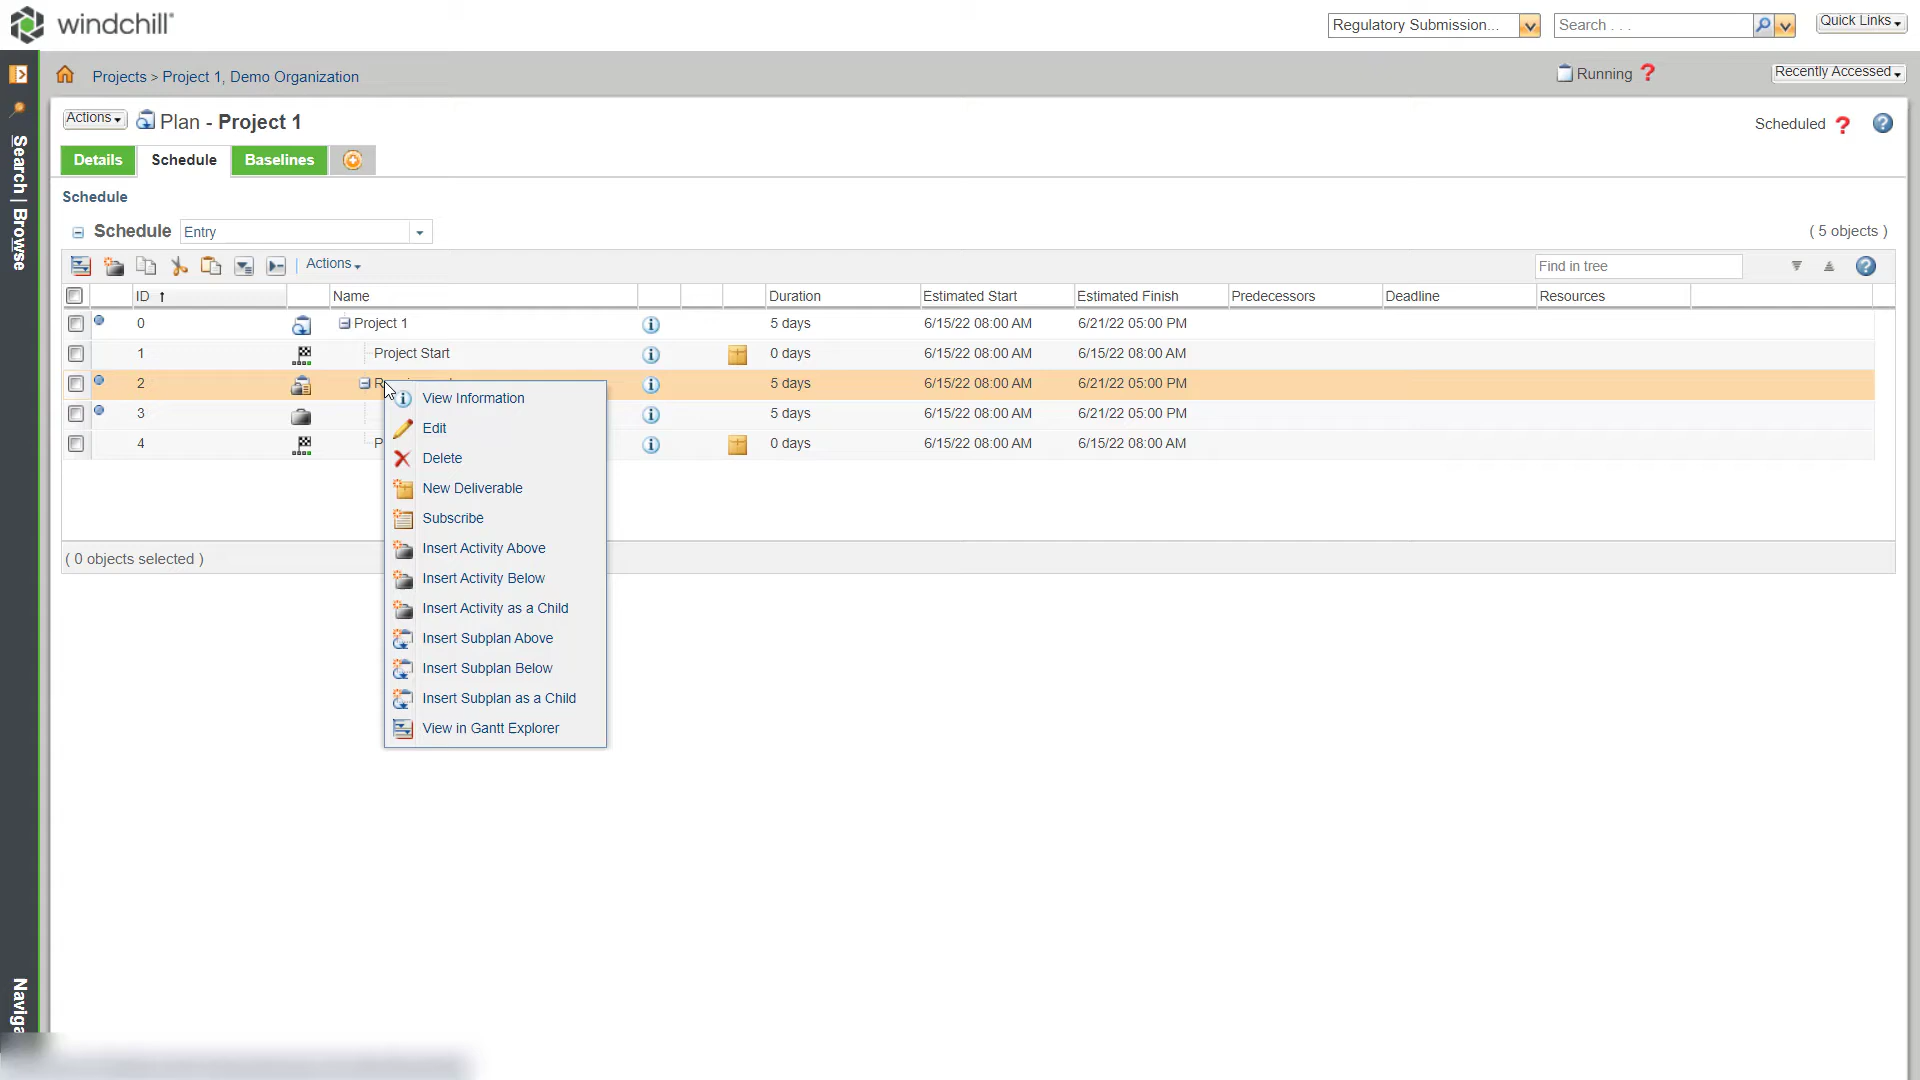 windchill
Regulatory Submission...
Search . . .
Quick Links
Projects > Project 1, Demo Organization
Running ?
Recently Accessed
Actions
Plan - Project 1
Scheduled ? ?
Details
Schedule
Baselines
Schedule
Schedule
Entry
( 5 objects )
Actions
Find in tree
ID Name Duration Estimated Start Estimated Finish Predecessors Deadline Resources
0 Project 1 5 days 6/15/22 08:00 AM 6/21/22 05:00 PM
1 Project Start 0 days 6/15/22 08:00 AM 6/15/22 08:00 AM
2 5 days 6/15/22 08:00 AM 6/21/22 05:00 PM
3 5 days 6/15/22 08:00 AM 6/21/22 05:00 PM
4 P 0 days 6/15/22 08:00 AM 6/15/22 08:00 AM
View Information
Edit
Delete
New Deliverable
Subscribe
Insert Activity Above
Insert Activity Below
Insert Activity as a Child
Insert Subplan Above
Insert Subplan Below
Insert Subplan as a Child
View in Gantt Explorer
( 0 objects selected )
Search | Browse